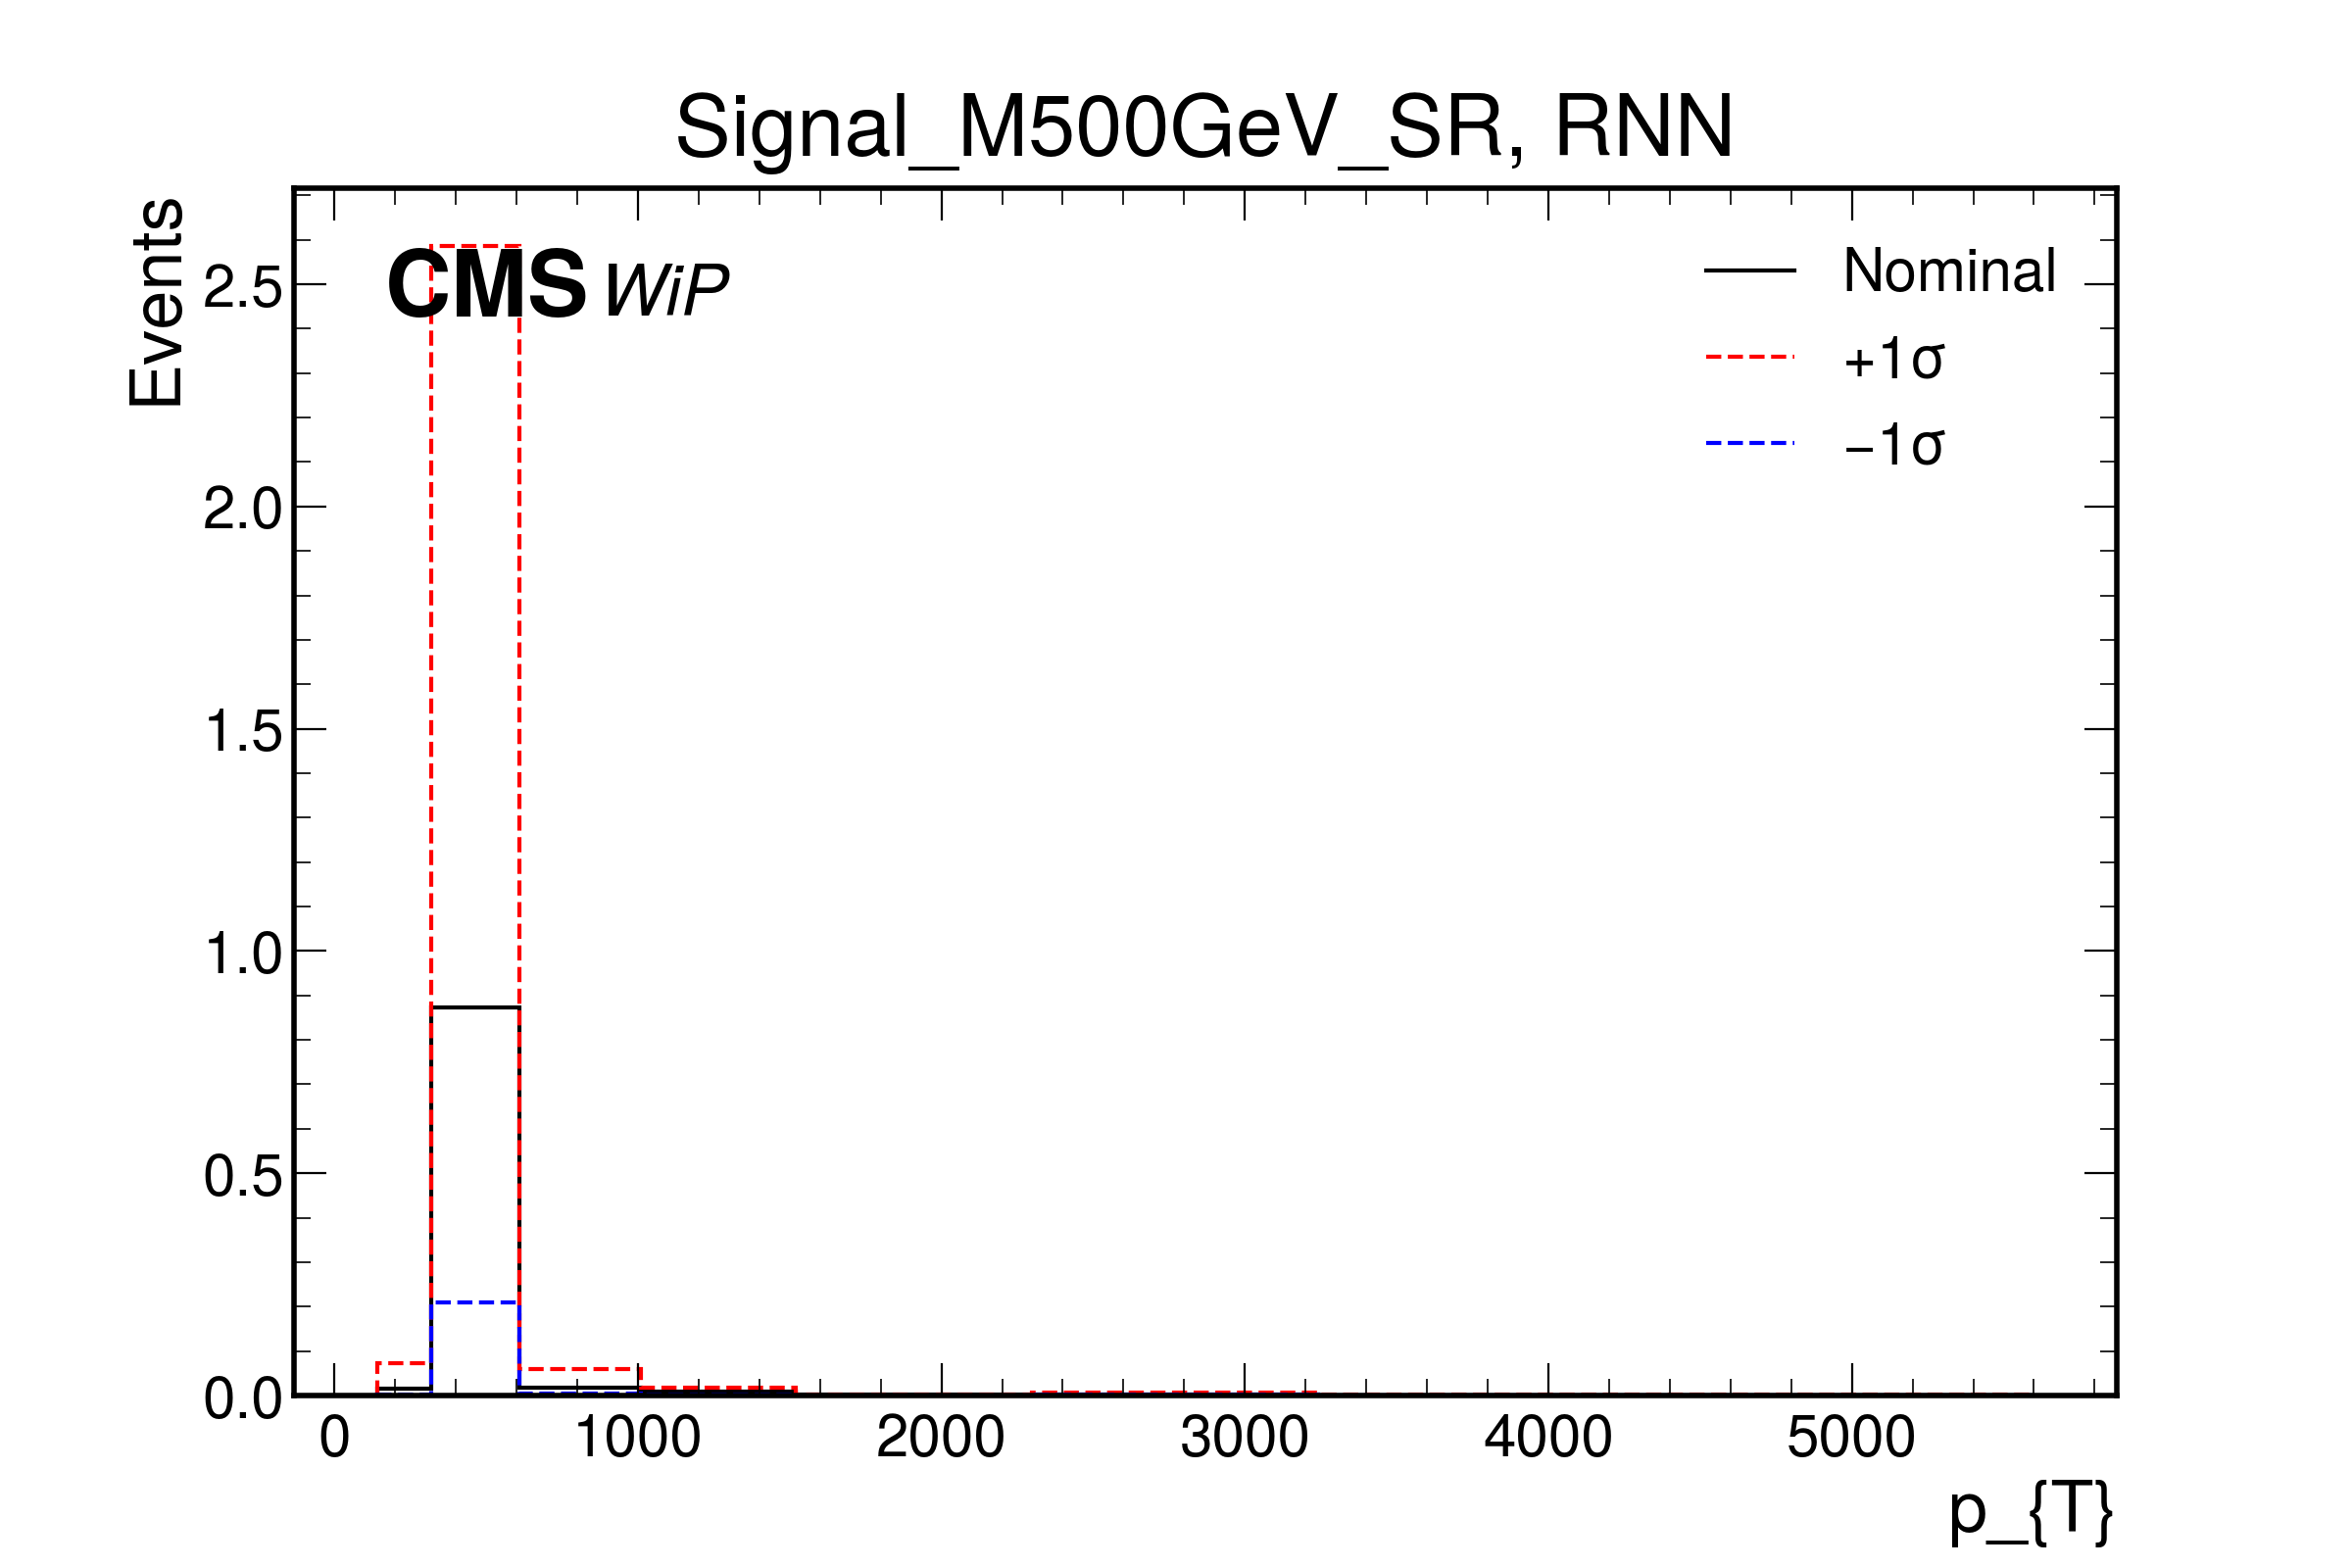 Signal_M500GeV_SR, RNN
Events
CMS WiP
Nominal
+1σ
−1σ
2.5
2.0
1.5
1.0
0.5
0.0
0 1000 2000 3000 4000 5000
p_{T}